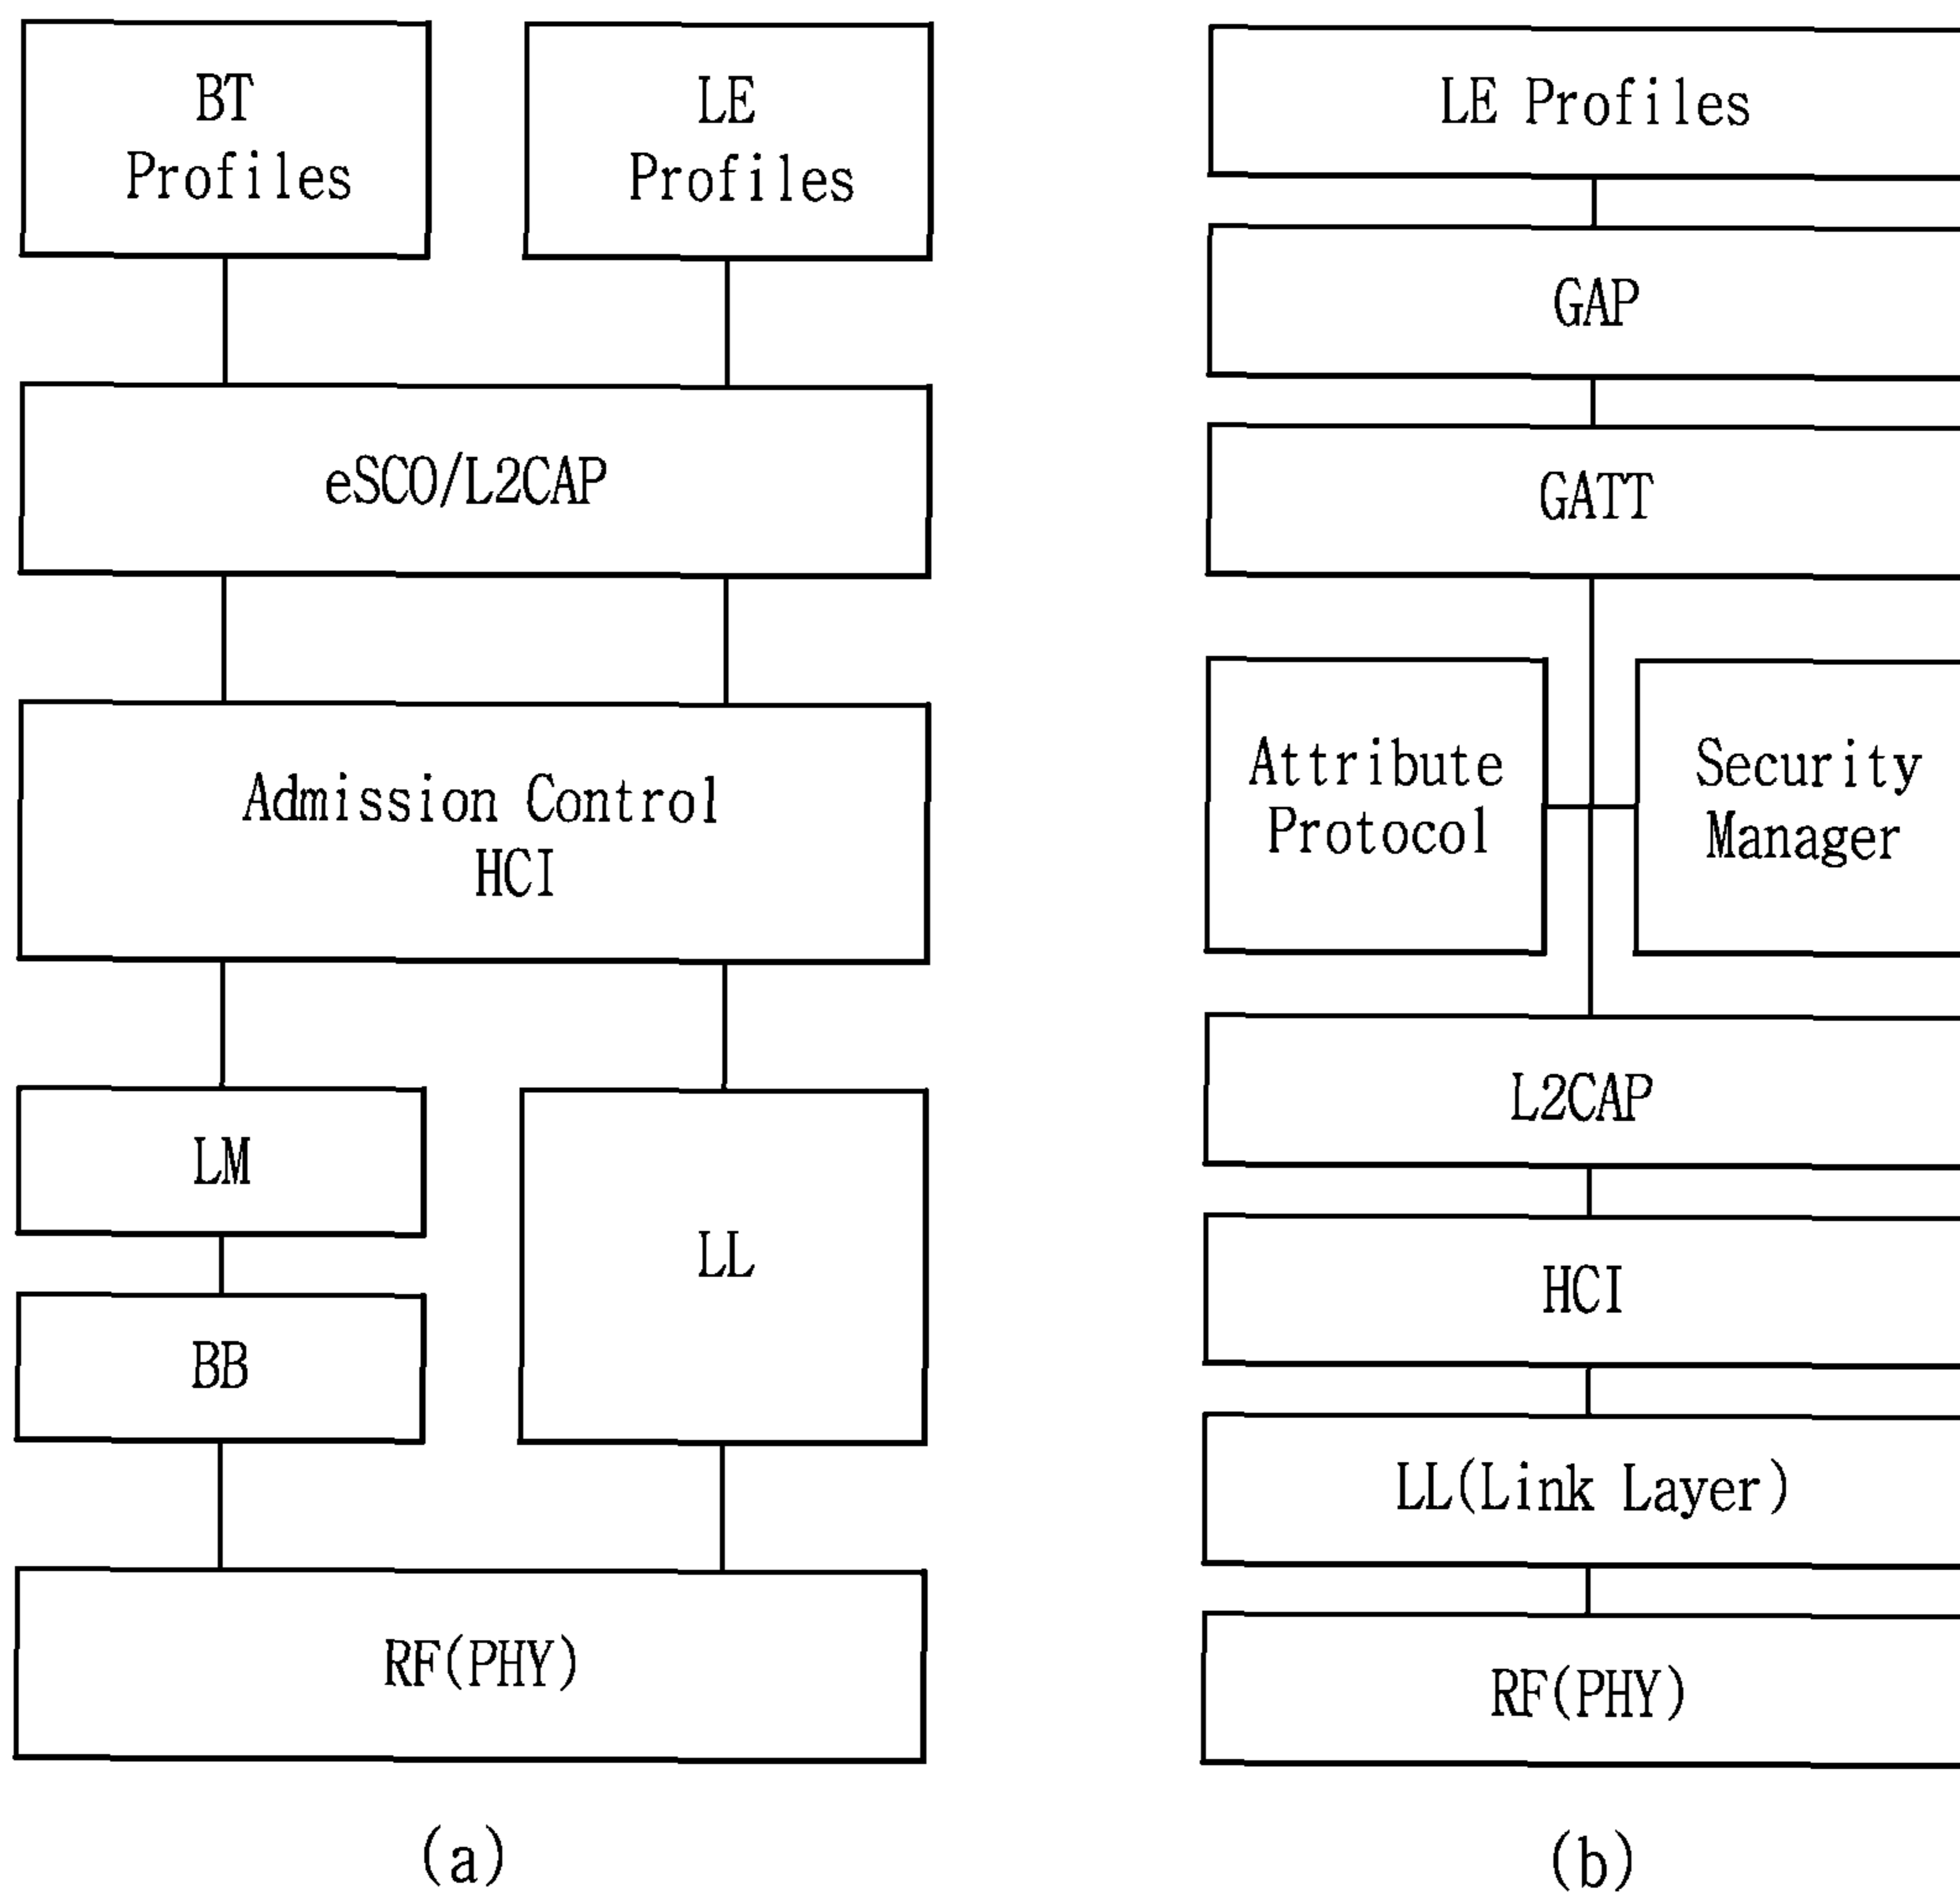 BT
Profiles
LE
Profiles
eSCO/L2CAP
Admission Control
HCI
LM
BB
LL
RF(PHY)
(a)
LE Profiles
GAP
GATT
Attribute
Protocol
Security
Manager
L2CAP
HCI
LL(Link Layer)
RF(PHY)
(b)